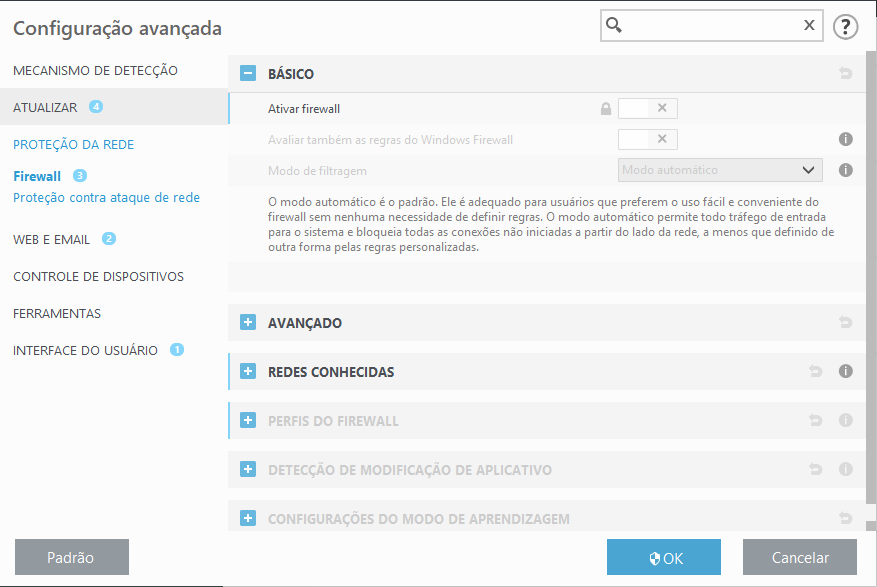 Configuração avançada
X
?
MECANISMO DE DETECÇÃO
ATUALIZAR 4
PROTEÇÃO DA REDE
Firewall 3
Proteção contra ataque de rede
WEB E EMAIL 2
CONTROLE DE DISPOSITIVOS
FERRAMENTAS
INTERFACE DO USUÁRIO 1
BÁSICO
Ativar firewall
Avaliar também as regras do Windows Firewall
Modo de filtragem Modo automático
O modo automático é o padrão. Ele é adequado para usuários que preferem o uso fácil e conveniente do
firewall sem nenhuma necessidade de definir regras. O modo automático permite todo tráfego de entrada
para o sistema e bloqueia todas as conexões não iniciadas a partir do lado da rede, a menos que definido de
outra forma pelas regras personalizadas.
AVANÇADO
REDES CONHECIDAS
PERFIS DO FIREWALL
DETECÇÃO DE MODIFICAÇÃO DE APLICATIVO
CONFIGURAÇÕES DO MODO DE APRENDIZAGEM
Padrão
OK
Cancelar